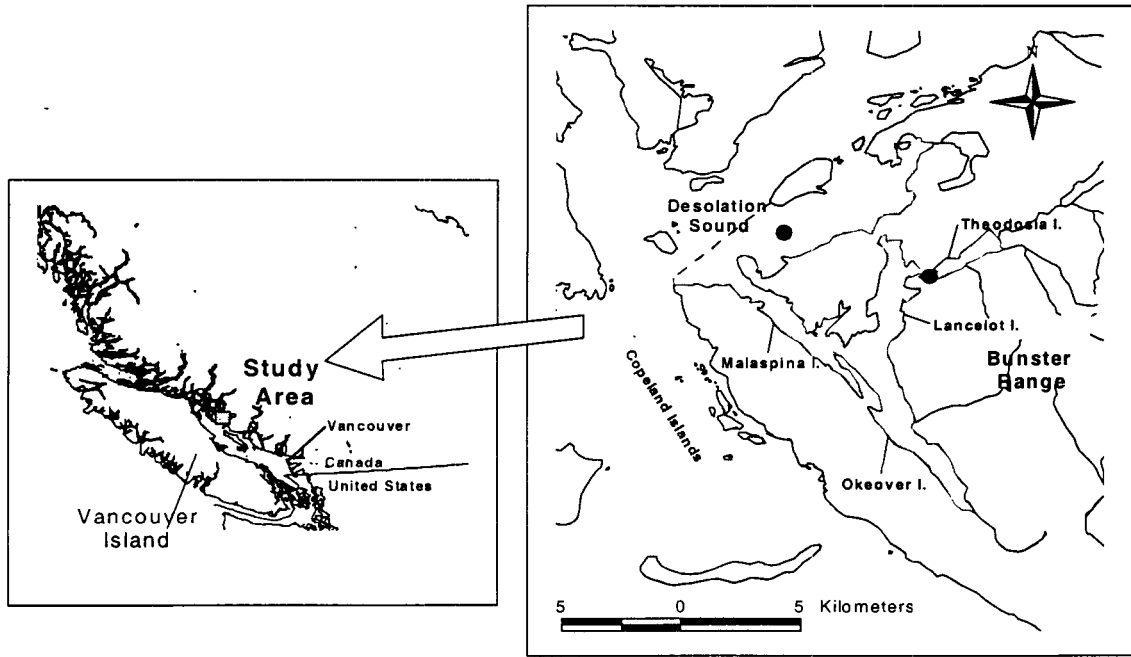 Study
Area
Vancouver
Canada
United States
Vancouver
Island
N
Desolation
Sound
Theodosia I.
Lancelot I.
Malaspina I.
Bunster
Range
Copeland Islands
Okeover I.
5 0 5 Kilometers